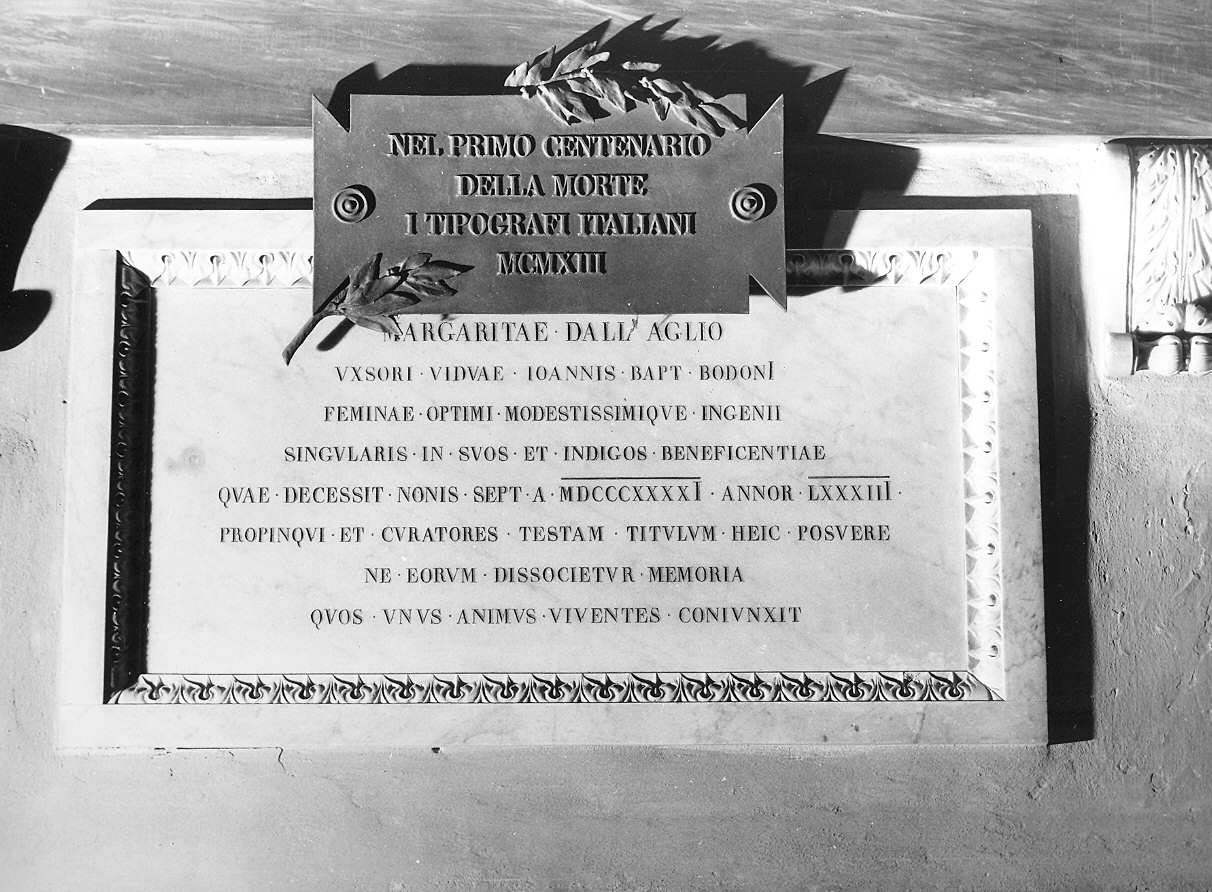 NEL PRIMO CENTENARIO
DELLA MORTE
I TIPOGRAFI ITALIANI
MCMXIII
MARGARITAE · DALL' AGLIO
VXSORI · VIDVAE · IOANNIS · BAPT · BODONI
FEMINAE · OPTIMI · MODESTISSIMIQVE · INGENII
SINGVLARIS · IN · SVOS · ET · INDIGOS · BENEFICENTIAE
QVAE · DECESSIT · NONIS · SEPT · A · MDCCCXXXXI · ANNOR · LXXXIII ·
PROPINQVI · ET · CVRATORES · TESTAM · TITVLVM · HEIC · POSVERE
NE · EORVM · DISSOCIETVR · MEMORIA
QVOS · VNVS · ANIMVS · VIVENTES · CONIVNXIT